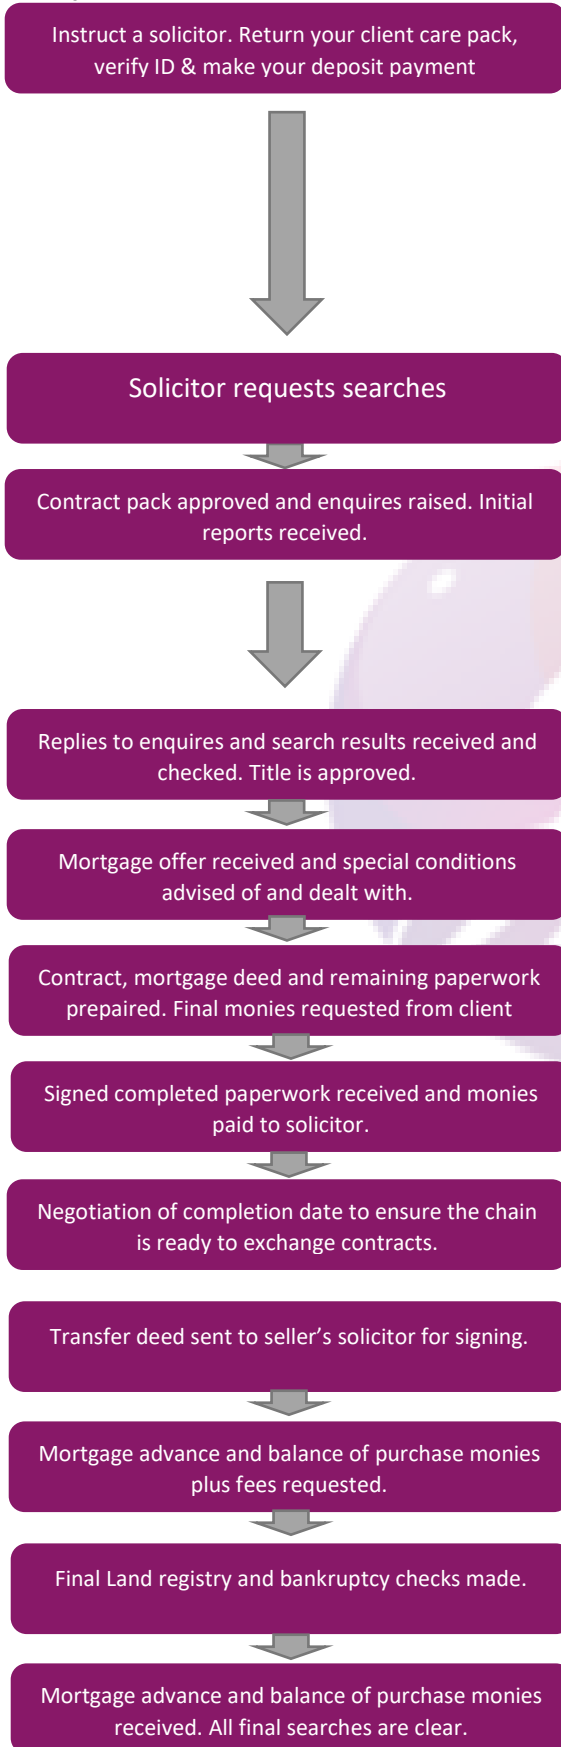 Instruct a solicitor. Return your client care pack,
verify ID & make your deposit payment
Solicitor requests searches
Contract pack approved and enquires raised. Initial
reports received.
Replies to enquires and search results received and
checked. Title is approved.
Mortgage offer received and special conditions
advised of and dealt with.
Contract, mortgage deed and remaining paperwork
prepaired. Final monies requested from client
Signed completed paperwork received and monies
paid to solicitor.
Negotiation of completion date to ensure the chain
is ready to exchange contracts.
Transfer deed sent to seller’s solicitor for signing.
Mortgage advance and balance of purchase monies
plus fees requested.
Final Land registry and bankruptcy checks made.
Mortgage advance and balance of purchase monies
received. All final searches are clear.